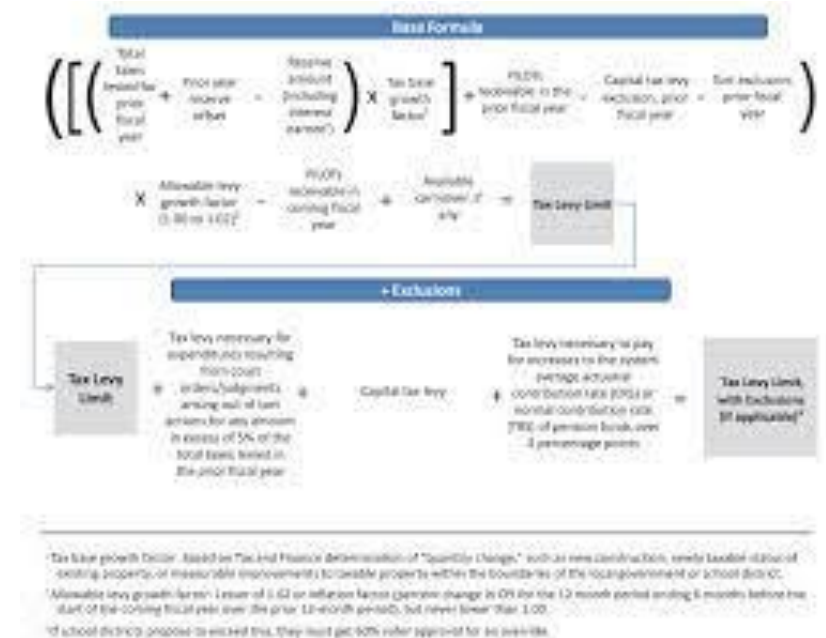 Base Formula
Total
taxes
levied for
prior
fiscal
year
+
Prior year
reserve
offset
-
Reserve
amount
(including
interest
earned)
X
Tax base
growth
factor¹
+
PILOTs
receivable in the
prior fiscal year
-
Capital tax levy
exclusion, prior
fiscal year
-
Tort exclusion
prior fiscal
year
X
Allowable levy
growth factor
(1.00 to 1.02)²
-
PILOTs
receivable in
coming fiscal
year
+
Available
carryover, if
any
=
Tax Levy Limit
+ Exclusions
Tax Levy
Limit
+
Tax levy necessary for
expenditures resulting
from court
orders/judgments
arising out of tort
actions for any amount
in excess of 5% of the
total taxes levied in
the prior fiscal year
+
Capital tax levy
+
Tax levy necessary to pay
for increases to the system
average actuarial
contribution rate (ERS) or
normal contribution rate
(TRS) of pension funds over
2 percentage points
=
Tax Levy Limit,
with Exclusions
(if applicable)³
¹Tax base growth factor: Based on Tax and Finance determination of "quantity change," such as new construction, newly taxable status of
existing property, or measurable improvements to taxable property within the boundaries of the local government or school district.
²Allowable levy growth factor: Lesser of 1.02 or inflation factor (percent change in CPI for the 12 month period ending 6 months before the
start of the coming fiscal year over the prior 12-month period), but never lower than 1.00.
³If school districts propose to exceed this, they must get 60% voter approval for an override.